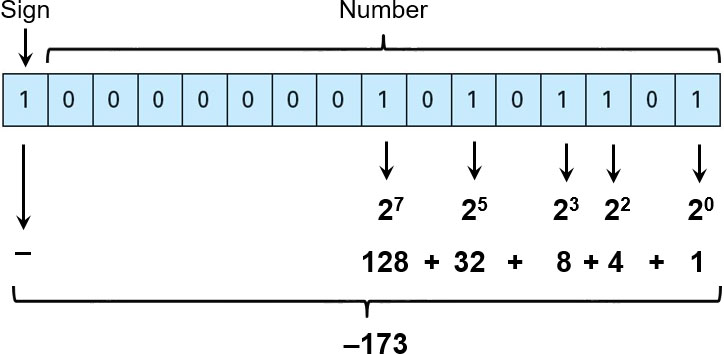 Sign Number
1 0 0 0 0 0 0 0 1 0 1 0 1 1 0 1
2⁷ 2⁵ 2³ 2² 2⁰
– 128 + 32 + 8 + 4 + 1
–173